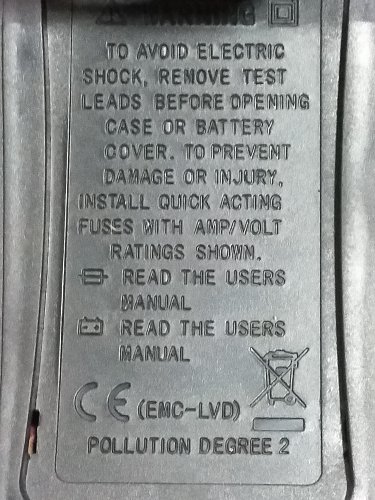 WARNING
TO AVOID ELECTRIC
SHOCK, REMOVE TEST
LEADS BEFORE OPENING
CASE OR BATTERY
COVER. TO PREVENT
DAMAGE OR INJURY,
INSTALL QUICK ACTING
FUSES WITH AMP/VOLT
RATINGS SHOWN.
READ THE USERS
MANUAL
READ THE USERS
MANUAL
CE (EMC-LVD)
POLLUTION DEGREE 2